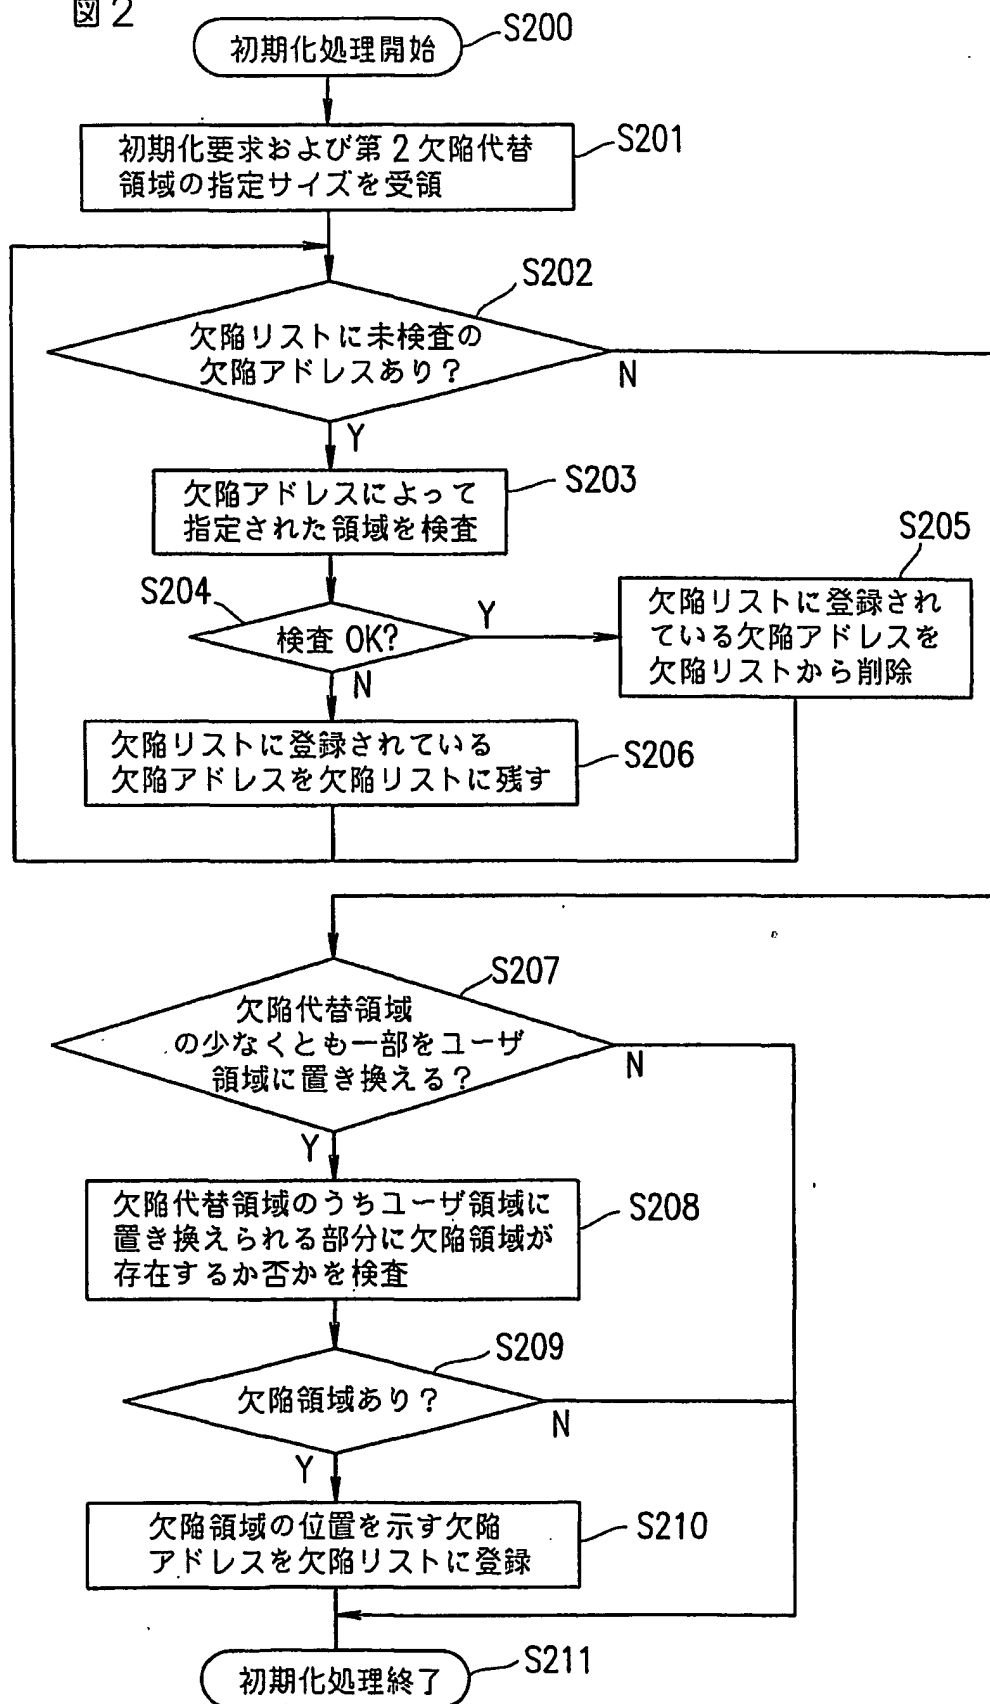 図2
初期化処理開始
S200
初期化要求および第2欠陥代替
領域の指定サイズを受領
S201
S202
欠陥リストに未検査の
欠陥アドレスあり？
N
Y
欠陥アドレスによって
指定された領域を検査
S203
S204
検査 OK?
Y
N
S205
欠陥リストに登録され
ている欠陥アドレスを
欠陥リストから削除
欠陥リストに登録されている
欠陥アドレスを欠陥リストに残す
S206
S207
欠陥代替領域
の少なくとも一部をユーザ
領域に置き換える？
N
Y
欠陥代替領域のうちユーザ領域に
置き換えられる部分に欠陥領域が
存在するか否かを検査
S208
S209
欠陥領域あり？
N
Y
欠陥領域の位置を示す欠陥
アドレスを欠陥リストに登録
S210
初期化処理終了
S211